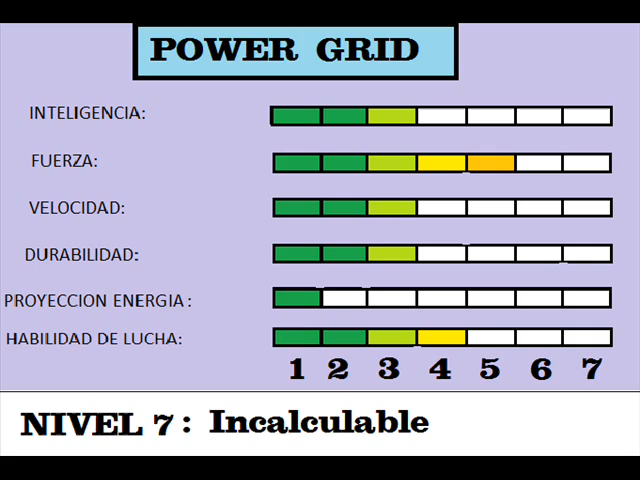 POWER GRID
INTELIGENCIA:
FUERZA:
VELOCIDAD:
DURABILIDAD:
PROYECCION ENERGIA :
HABILIDAD DE LUCHA:
1 2 3 4 5 6 7
NIVEL 7 : Incalculable